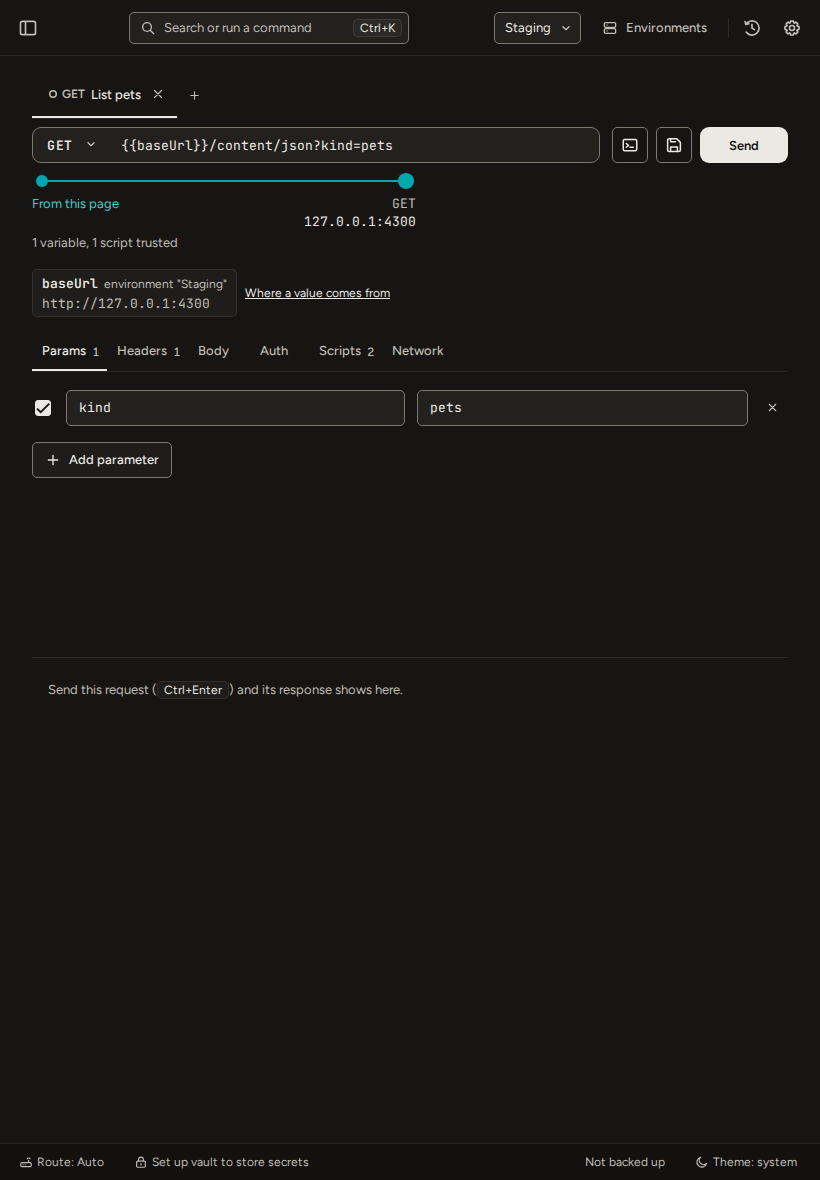 Search or run a command Ctrl+K Staging Environments
GET List pets
GET {{baseUrl}}/content/json?kind=pets Send
From this page GET
127.0.0.1:4300
1 variable, 1 script trusted
baseUrl environment "Staging"
http://127.0.0.1:4300
Where a value comes from
Params 1 Headers 1 Body Auth Scripts 2 Network
kind pets
Add parameter
Send this request (Ctrl+Enter) and its response shows here.
Route: Auto Set up vault to store secrets Not backed up Theme: system